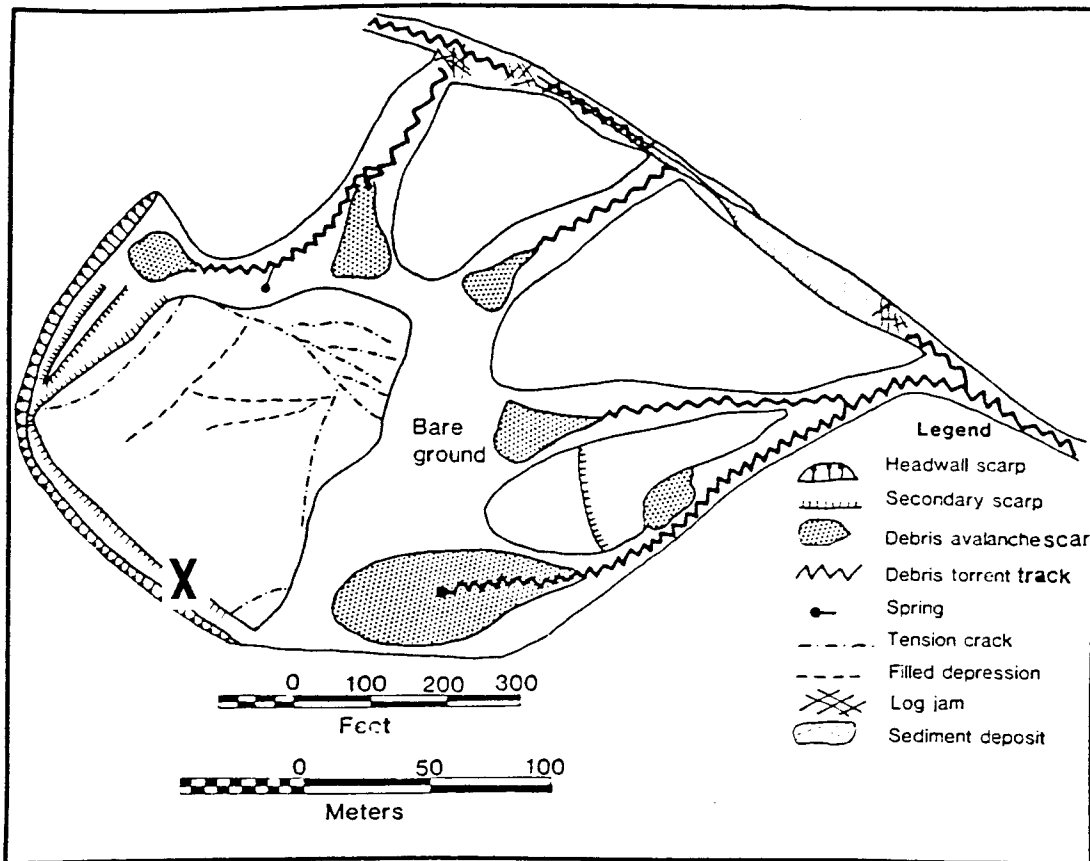 Bare
ground
X
Legend
Headwall scarp
Secondary scarp
Debris avalanche scar
Debris torrent track
Spring
Tension crack
Filled depression
Log jam
Sediment deposit
0 100 200 300
Feet
0 50 100
Meters